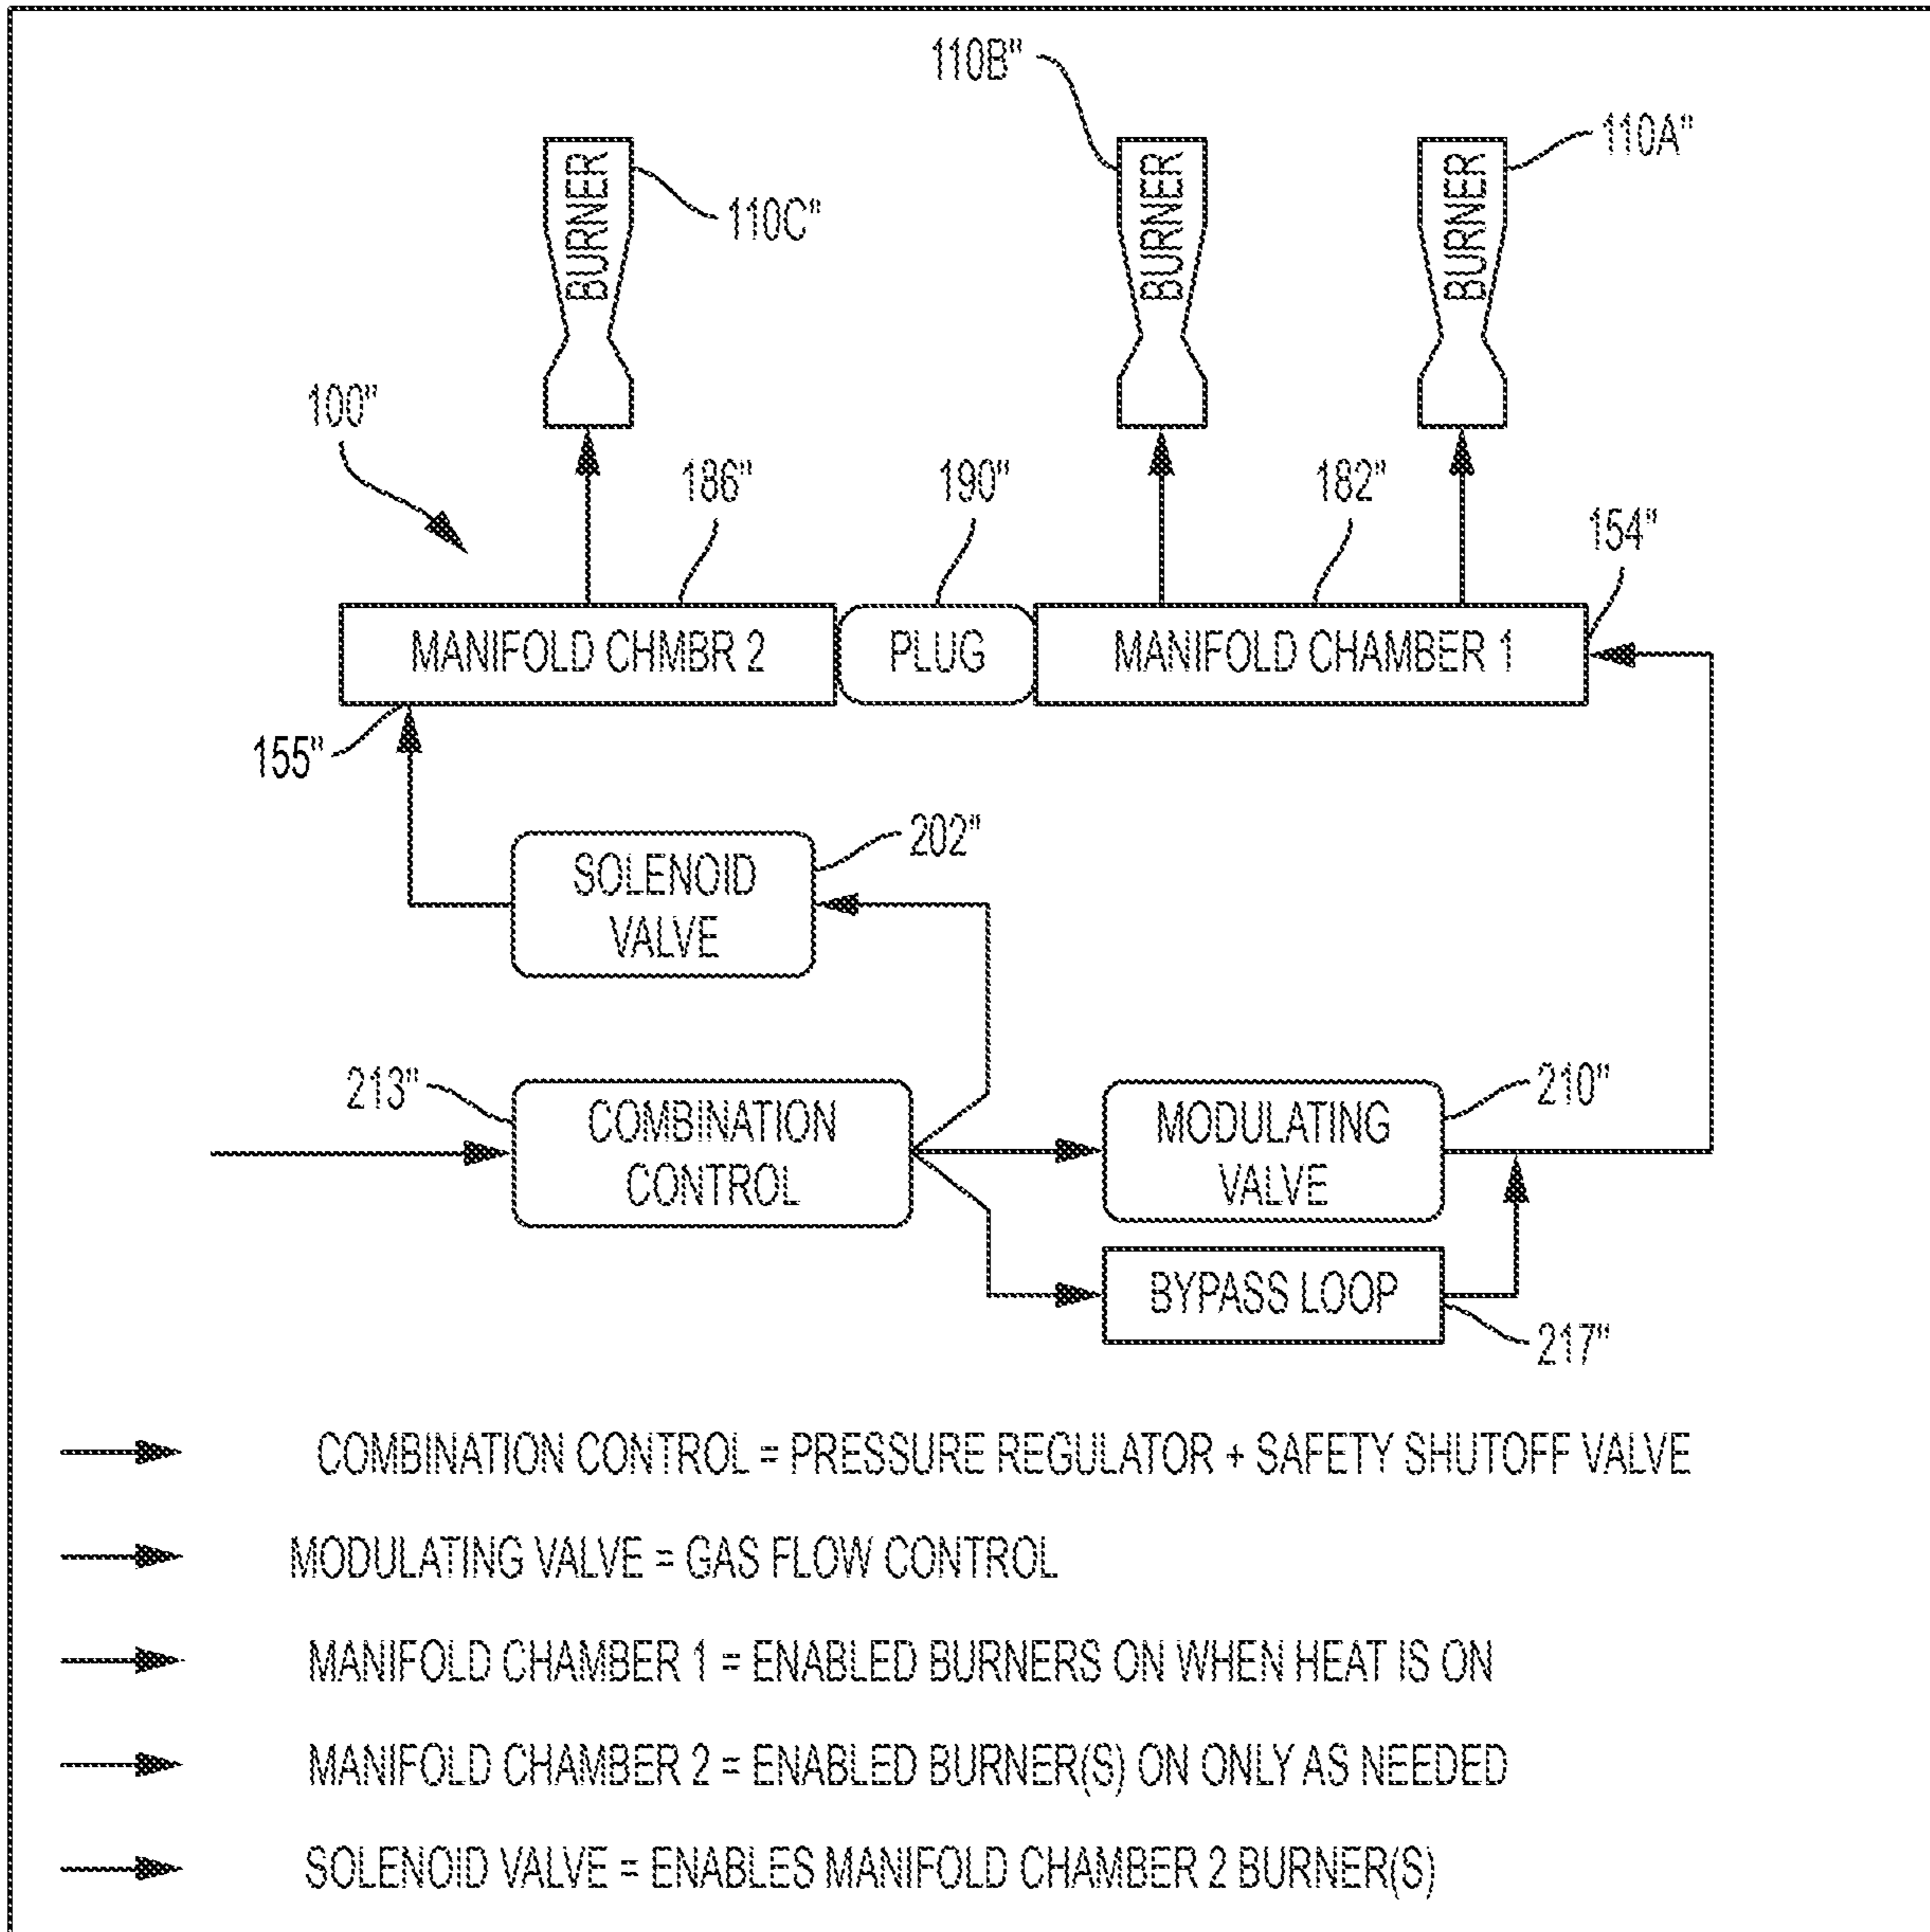 110B"
110A"
BURNER
BURNER
BURNER
110C"
100"
186"
190"
182"
154"
MANIFOLD CHMBR 2
PLUG
MANIFOLD CHAMBER 1
155"
202"
SOLENOID
VALVE
213"
COMBINATION
CONTROL
MODULATING
VALVE
210"
BYPASS LOOP
217"
COMBINATION CONTROL = PRESSURE REGULATOR + SAFETY SHUTOFF VALVE
MODULATING VALVE = GAS FLOW CONTROL
MANIFOLD CHAMBER 1 = ENABLED BURNERS ON WHEN HEAT IS ON
MANIFOLD CHAMBER 2 = ENABLED BURNER(S) ON ONLY AS NEEDED
SOLENOID VALVE = ENABLES MANIFOLD CHAMBER 2 BURNER(S)